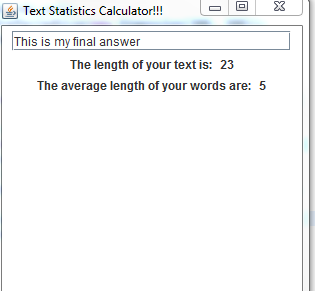 Text Statistics Calculator!!!
This is my final answer
The length of your text is: 23
The average length of your words are: 5